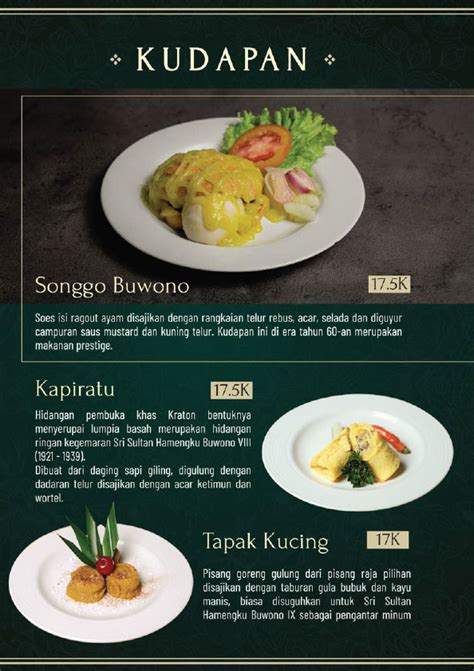 KUDAPAN
Songgo Buwono
17.5K
Soes isi ragout ayam disajikan dengan rangkaian telur rebus, acar, selada dan diguyur
campuran saus mustard dan kuning telur. Kudapan ini di era tahun 60-an merupakan
makanan prestige.
Kapiratu
17.5K
Hidangan pembuka khas Kraton bentuknya
menyerupai lumpia basah merupakan hidangan
ringan kegemaran Sri Sultan Hamengku Buwono VIII
(1921 - 1939).
Dibuat dari daging sapi giling, digulung dengan
dadaran telur disajikan dengan acar ketimun dan
wortel.
Tapak Kucing
17K
Pisang goreng gulung dari pisang raja pilihan
disajikan dengan taburan gula bubuk dan kayu
manis, biasa disuguhkan untuk Sri Sultan
Hamengku Buwono IX sebagai pengantar minum